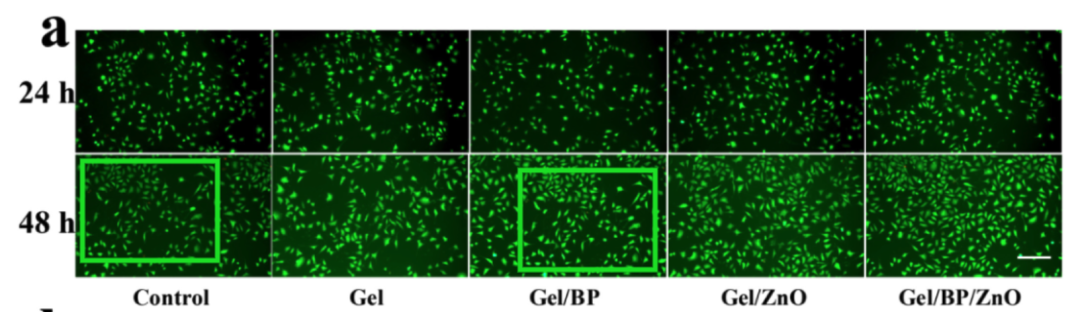 a
24 h
48 h
Control Gel Gel/BP Gel/ZnO Gel/BP/ZnO